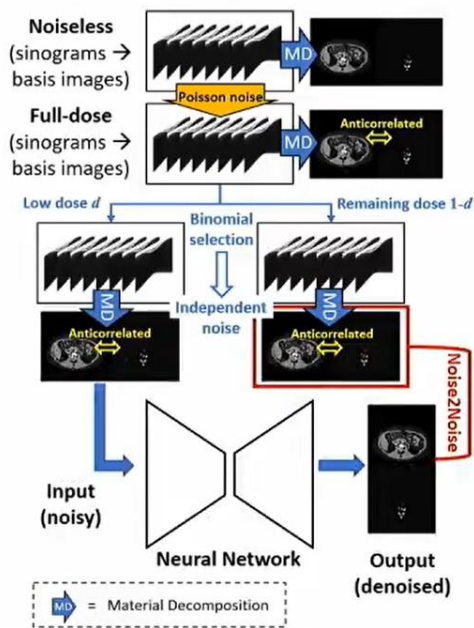 Noiseless
(sinograms →
basis images)
MD
Poisson noise
Full-dose
(sinograms →
basis images)
MD
Anticorrelated
Low dose d
Remaining dose 1-d
Binomial
selection
Independent
noise
MD
MD
Anticorrelated
Anticorrelated
Noise2Noise
Input
(noisy)
Neural Network
Output
(denoised)
MD = Material Decomposition